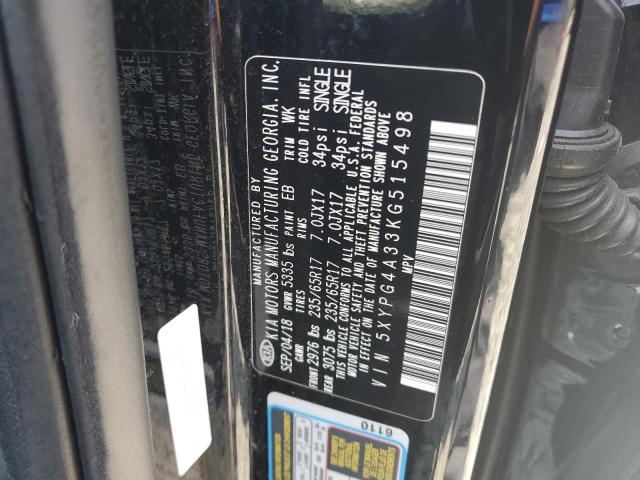 MANUFACTURED BY
KIA KIA MOTORS MANUFACTURING GEORGIA, INC.
SEP/04/18 GVWR 5335 lbs PAINT EB TRIM WK
GAWR TIRES RIMS COLD TIRE INFL
FRONT 2976 lbs 235/65R17 7.0JX17 34psi SINGLE
REAR 3075 lbs 235/65R17 7.0JX17 34psi SINGLE
THIS VEHICLE CONFORMS TO ALL APPLICABLE U.S.A. FEDERAL
MOTOR VEHICLE SAFETY AND THEFT PREVENTION STANDARDS
IN EFFECT ON THE DATE OF MANUFACTURE SHOWN ABOVE
VIN 5XYPG4A33KG515498
MPV
6110